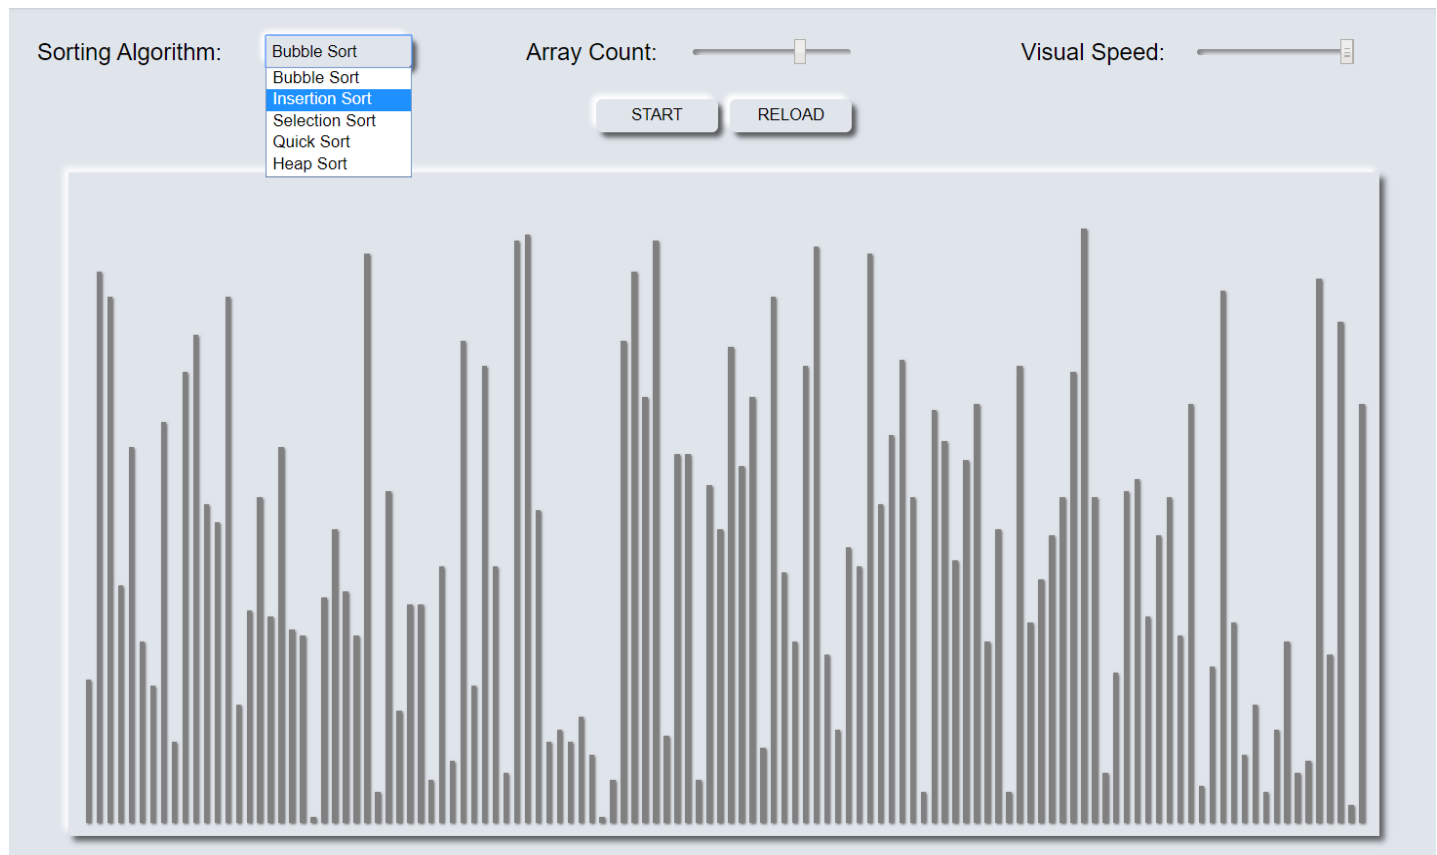 Sorting Algorithm: Bubble Sort Array Count: Visual Speed:
Bubble Sort
Insertion Sort
Selection Sort
Quick Sort
Heap Sort
START RELOAD